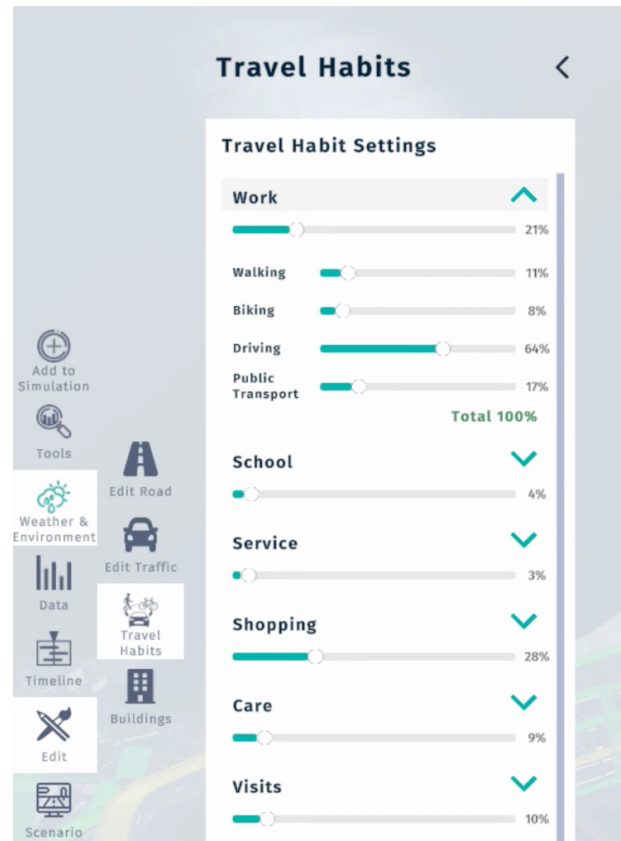 Travel Habits
Travel Habit Settings
Work
21%
Walking
11%
Biking
8%
Driving
64%
Public
Transport
17%
Total 100%
School
4%
Service
3%
Shopping
28%
Care
9%
Visits
10%
Add to
Simulation
Tools
Weather &
Environment
Data
Timeline
Edit
Scenario
Edit Road
Edit Traffic
Travel
Habits
Buildings